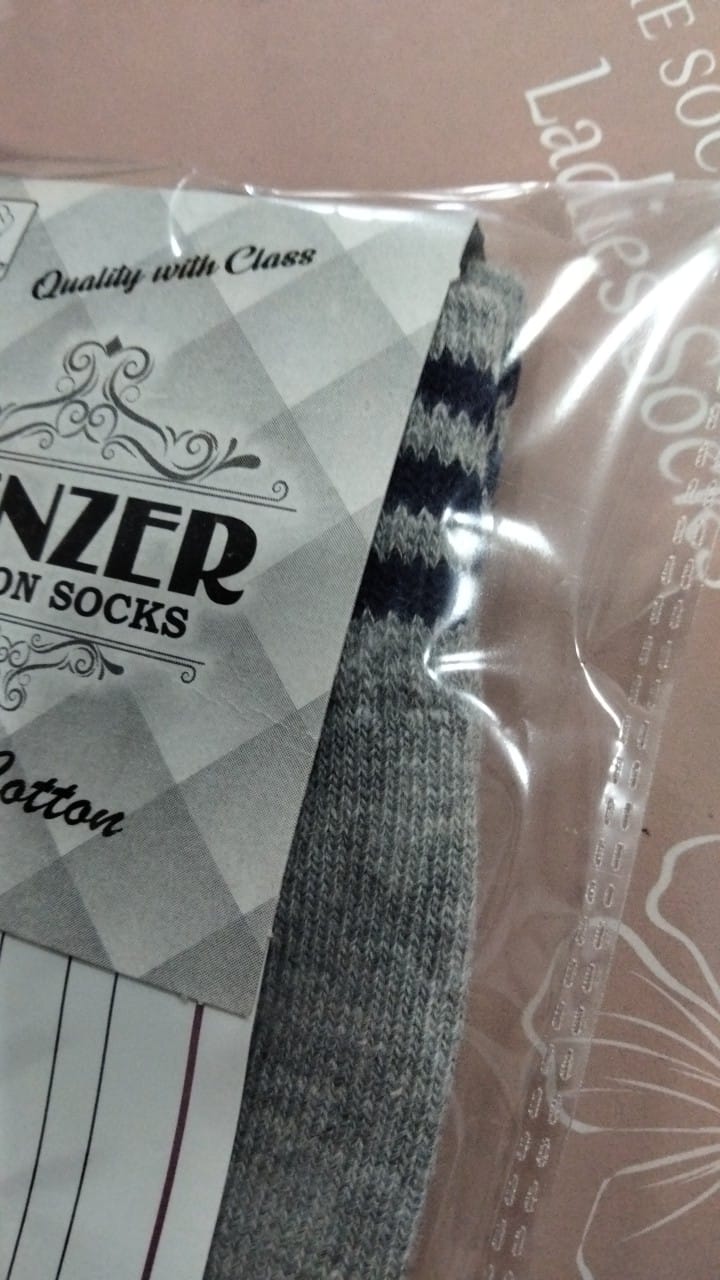 Quality with Class
NZER
ON SOCKS
otton
Ladies Socks